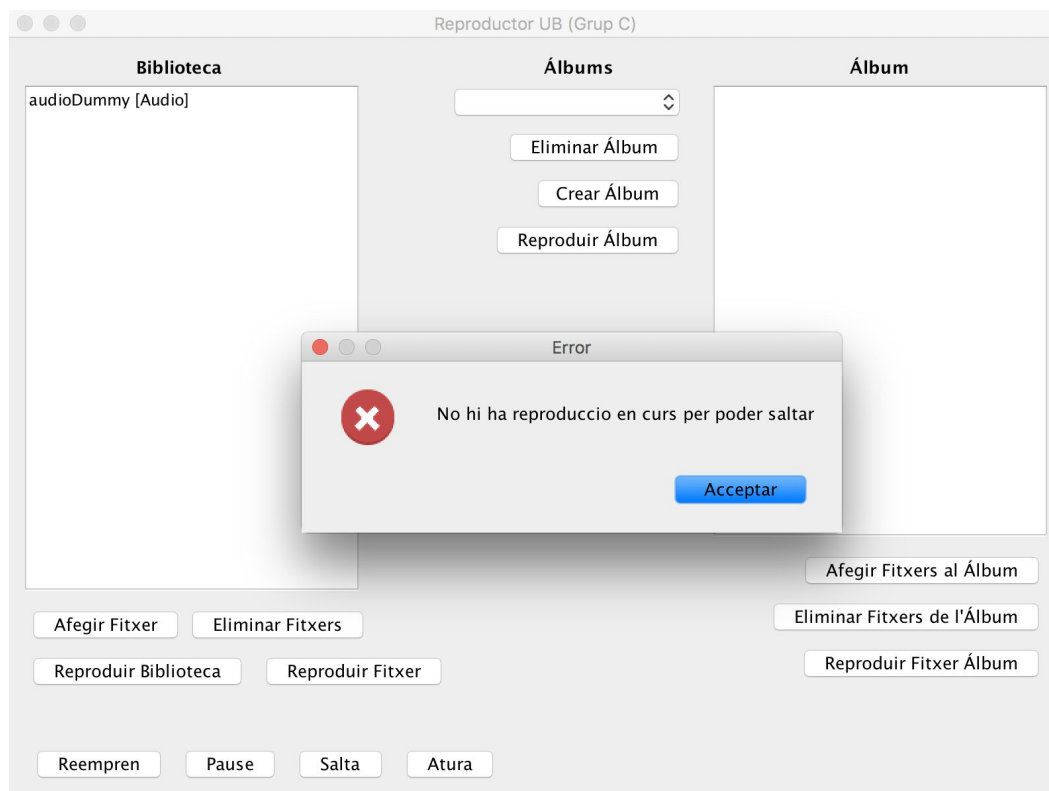 Reproductor UB (Grup C)
Biblioteca
Álbums
Álbum
audioDummy [Audio]
Eliminar Álbum
Crear Álbum
Reproduir Álbum
Error
No hi ha reproduccio en curs per poder saltar
Acceptar
Afegir Fitxers al Álbum
Afegir Fitxer
Eliminar Fitxers
Eliminar Fitxers de l'Álbum
Reproduir Biblioteca
Reproduir Fitxer
Reproduir Fitxer Álbum
Reempren
Pause
Salta
Atura